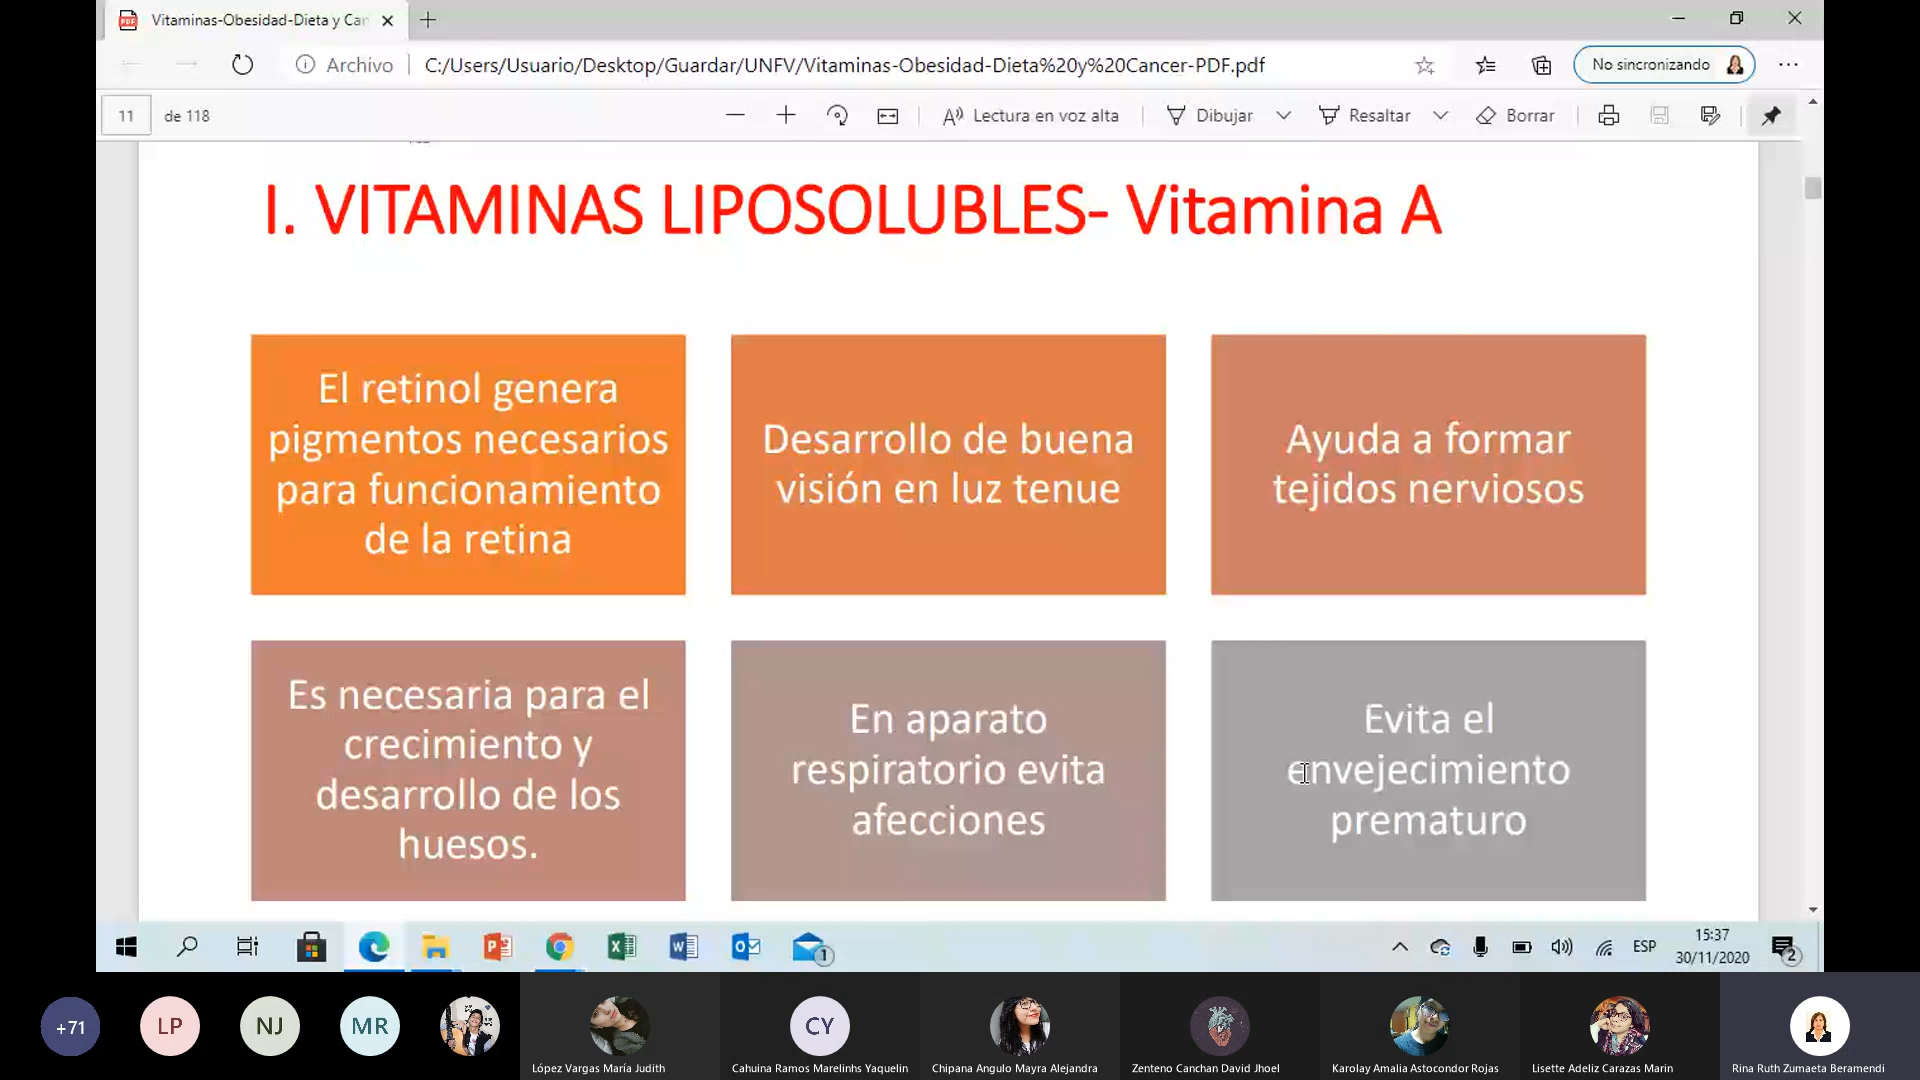 Vitaminas-Obesidad-Dieta y Can
Archivo
C:/Users/Usuario/Desktop/Guardar/UNFV/Vitaminas-Obesidad-Dieta%20y%20Cancer-PDF.pdf
No sincronizando
11 de 118
Lectura en voz alta
Dibujar
Resaltar
Borrar
I. VITAMINAS LIPOSOLUBLES- Vitamina A
El retinol genera
pigmentos necesarios
para funcionamiento
de la retina
Desarrollo de buena
visión en luz tenue
Ayuda a formar
tejidos nerviosos
Es necesaria para el
crecimiento y
desarrollo de los
huesos.
En aparato
respiratorio evita
afecciones
Evita el
envejecimiento
prematuro
1
ESP
15:37
30/11/2020
2
+71
LP
NJ
MR
López Vargas María Judith
CY
Cahuina Ramos Marelinhs Yaquelin
Chipana Angulo Mayra Alejandra
Zenteno Canchan David Jhoel
Karolay Amalia Astocondor Rojas
Lisette Adeliz Carazas Marin
Rina Ruth Zumaeta Beramendi